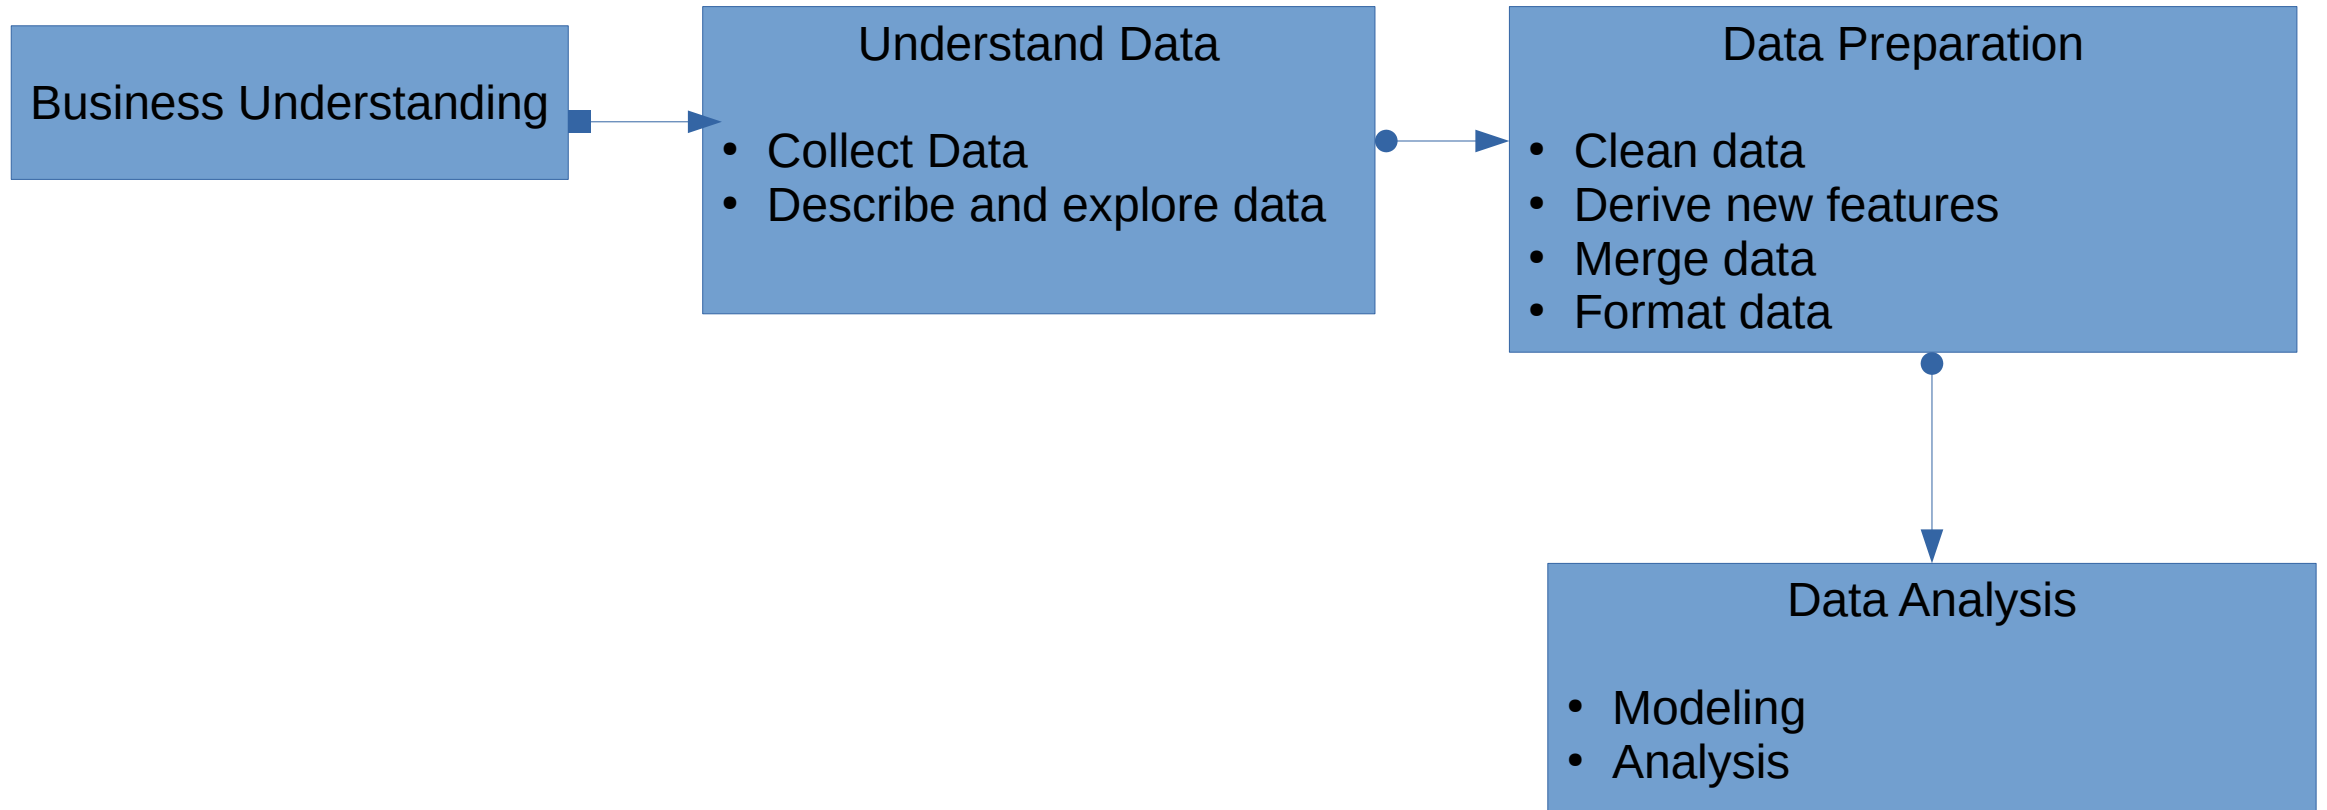 Business Understanding
Understand Data
• Collect Data
• Describe and explore data
Data Preparation
• Clean data
• Derive new features
• Merge data
• Format data
Data Analysis
• Modeling
• Analysis